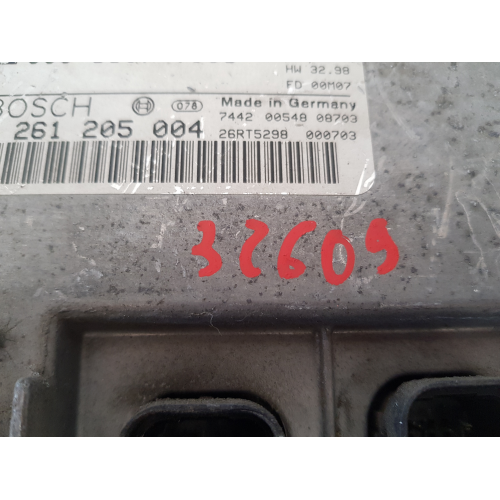 HW 32.98
FD 00M07
BOSCH 078 Made in Germany
261 205 004 7442 00548 08703
26RT5298 000703
32609